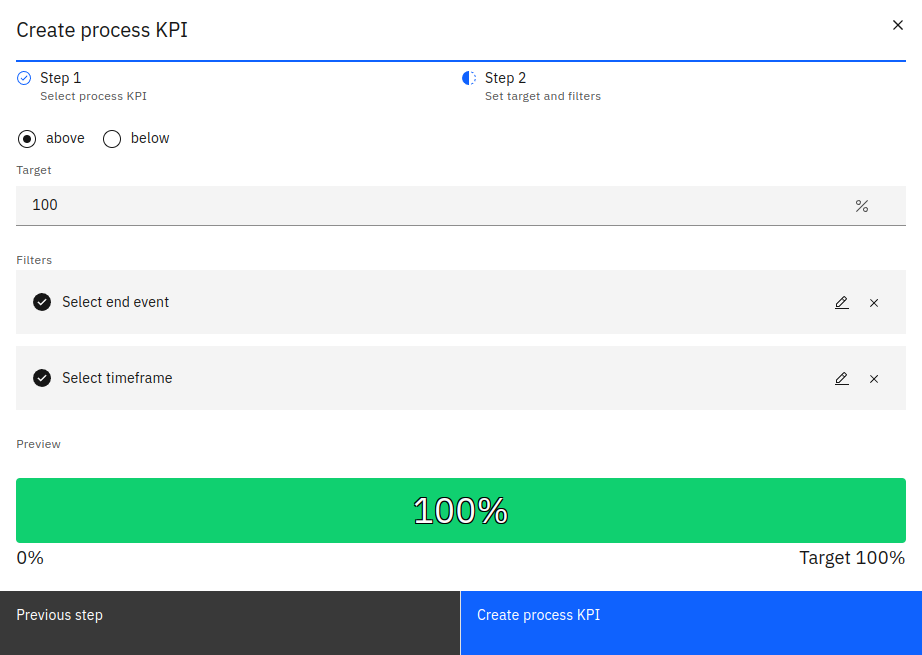 Create process KPI
Step 1
Select process KPI
Step 2
Set target and filters
above
below
Target
100
%
Filters
Select end event
Select timeframe
Preview
100%
0%
Target 100%
Previous step
Create process KPI